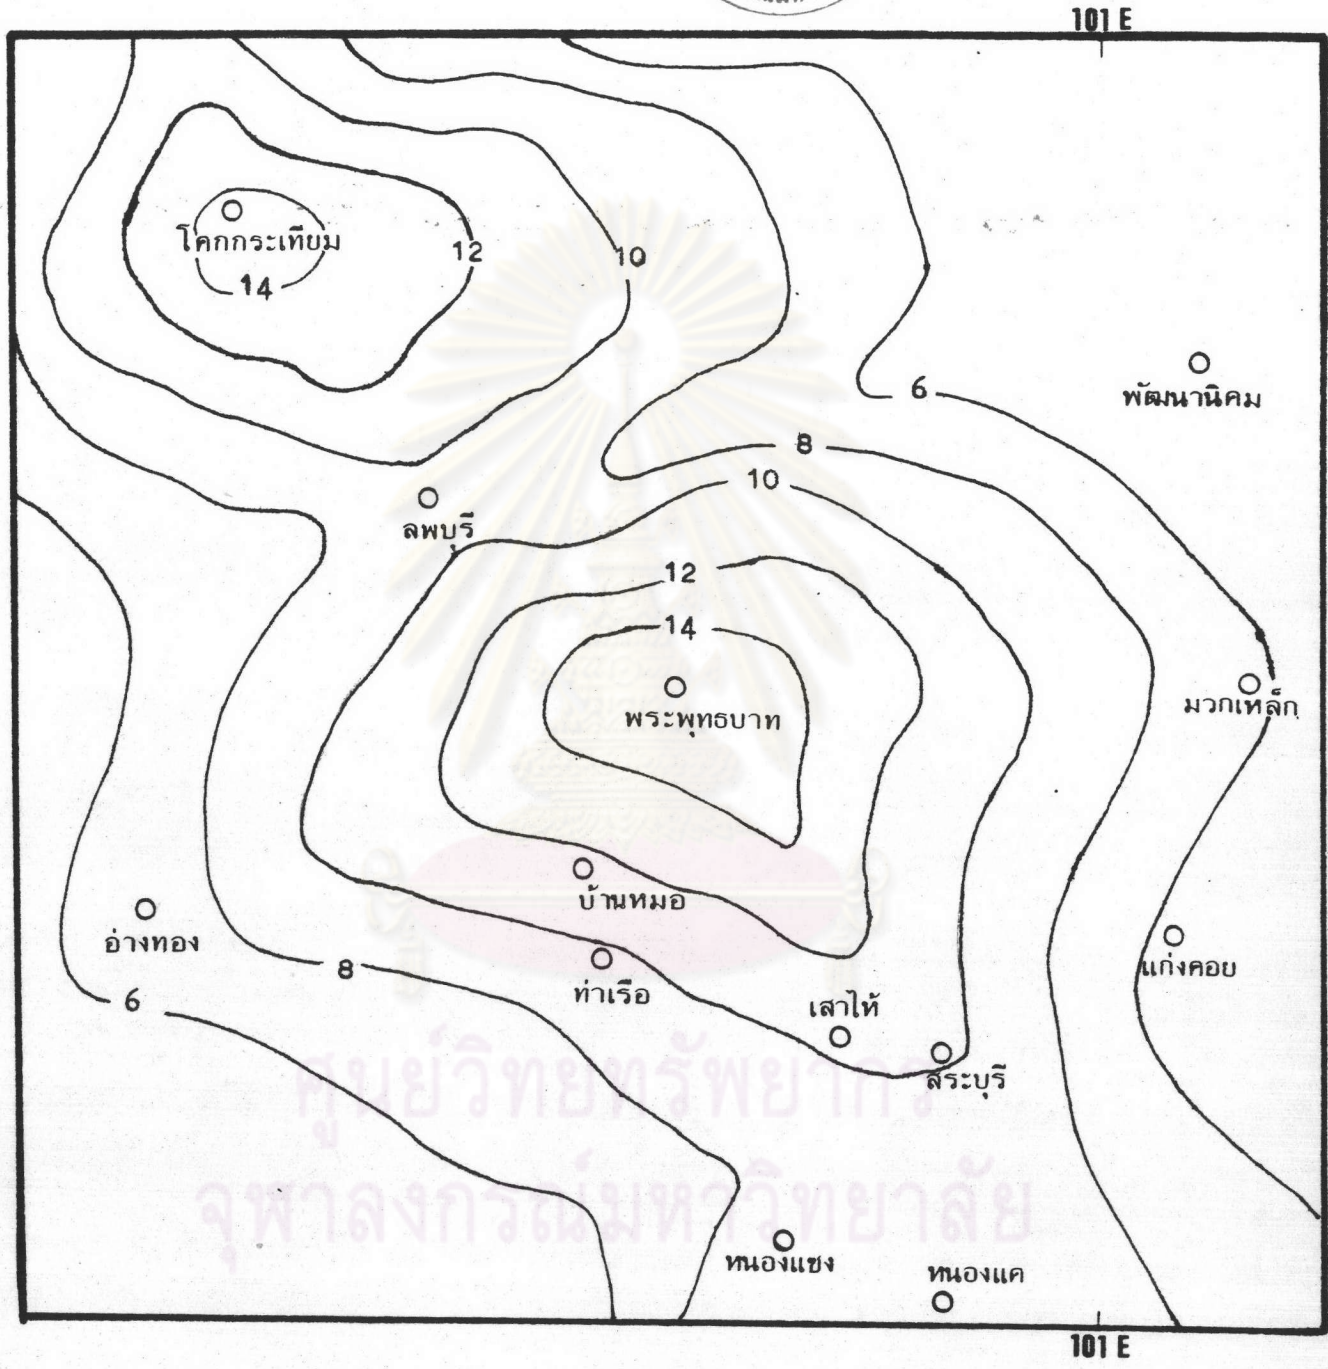 101 E
โคกกระเทียม
12
10
14
พัฒนานิคม
6
8
10
ลพบุรี
12
14
พระพุทธบาท
มวกเหล็ก
บ้านหมอ
อ่างทอง
แก่งคอย
8
ท่าเรือ
6
เสาไห้
สระบุรี
ศูนย์วิทยทรัพยากร
จุฬาลงกรณ์มหาวิทยาลัย
หนองแซง
หนองแค
101 E